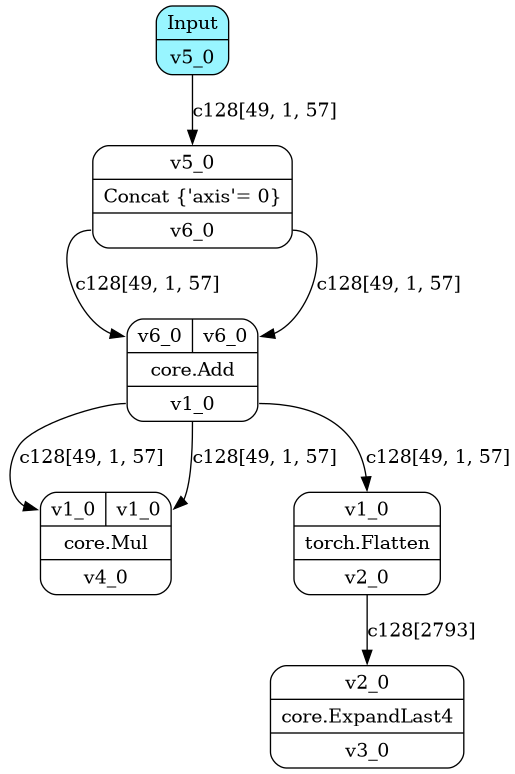 Input
v5_0
c128[49, 1, 57]
v5_0
Concat {'axis'= 0}
v6_0
c128[49, 1, 57] c128[49, 1, 57]
v6_0 v6_0
core.Add
v1_0
c128[49, 1, 57] c128[49, 1, 57] c128[49, 1, 57]
v1_0 v1_0 v1_0
core.Mul torch.Flatten
v4_0 v2_0
c128[2793]
v2_0
core.ExpandLast4
v3_0